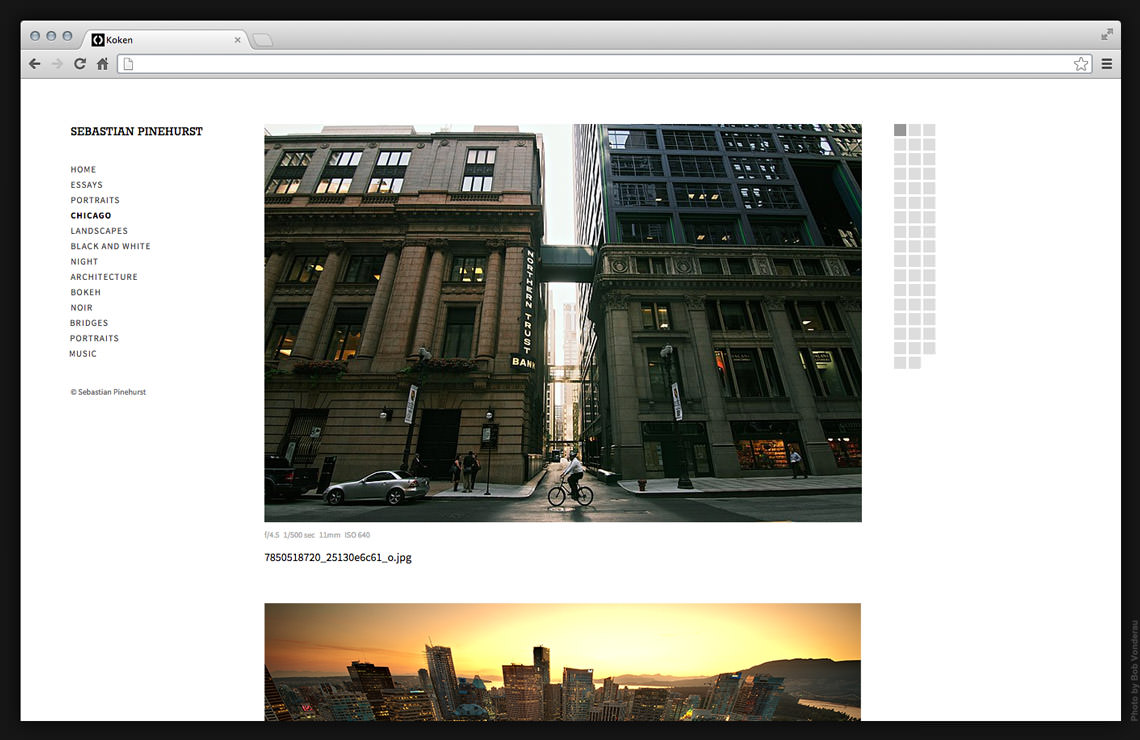 Koken
SEBASTIAN PINEHURST
HOME
ESSAYS
PORTRAITS
CHICAGO
LANDSCAPES
BLACK AND WHITE
NIGHT
ARCHITECTURE
BOKEH
NOIR
BRIDGES
PORTRAITS
MUSIC
© Sebastian Pinehurst
NORTHERN TRUST
BANK
f/4.5 1/500 sec 11mm ISO 640
7850518720_25130e6c61_o.jpg
Photo by Bob Vonderau